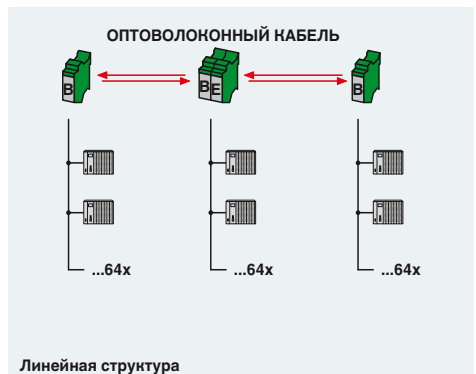 ОПТОВОЛОКОННЫЙ КАБЕЛЬ
B BE B
...64x ...64x ...64x
Линейная структура